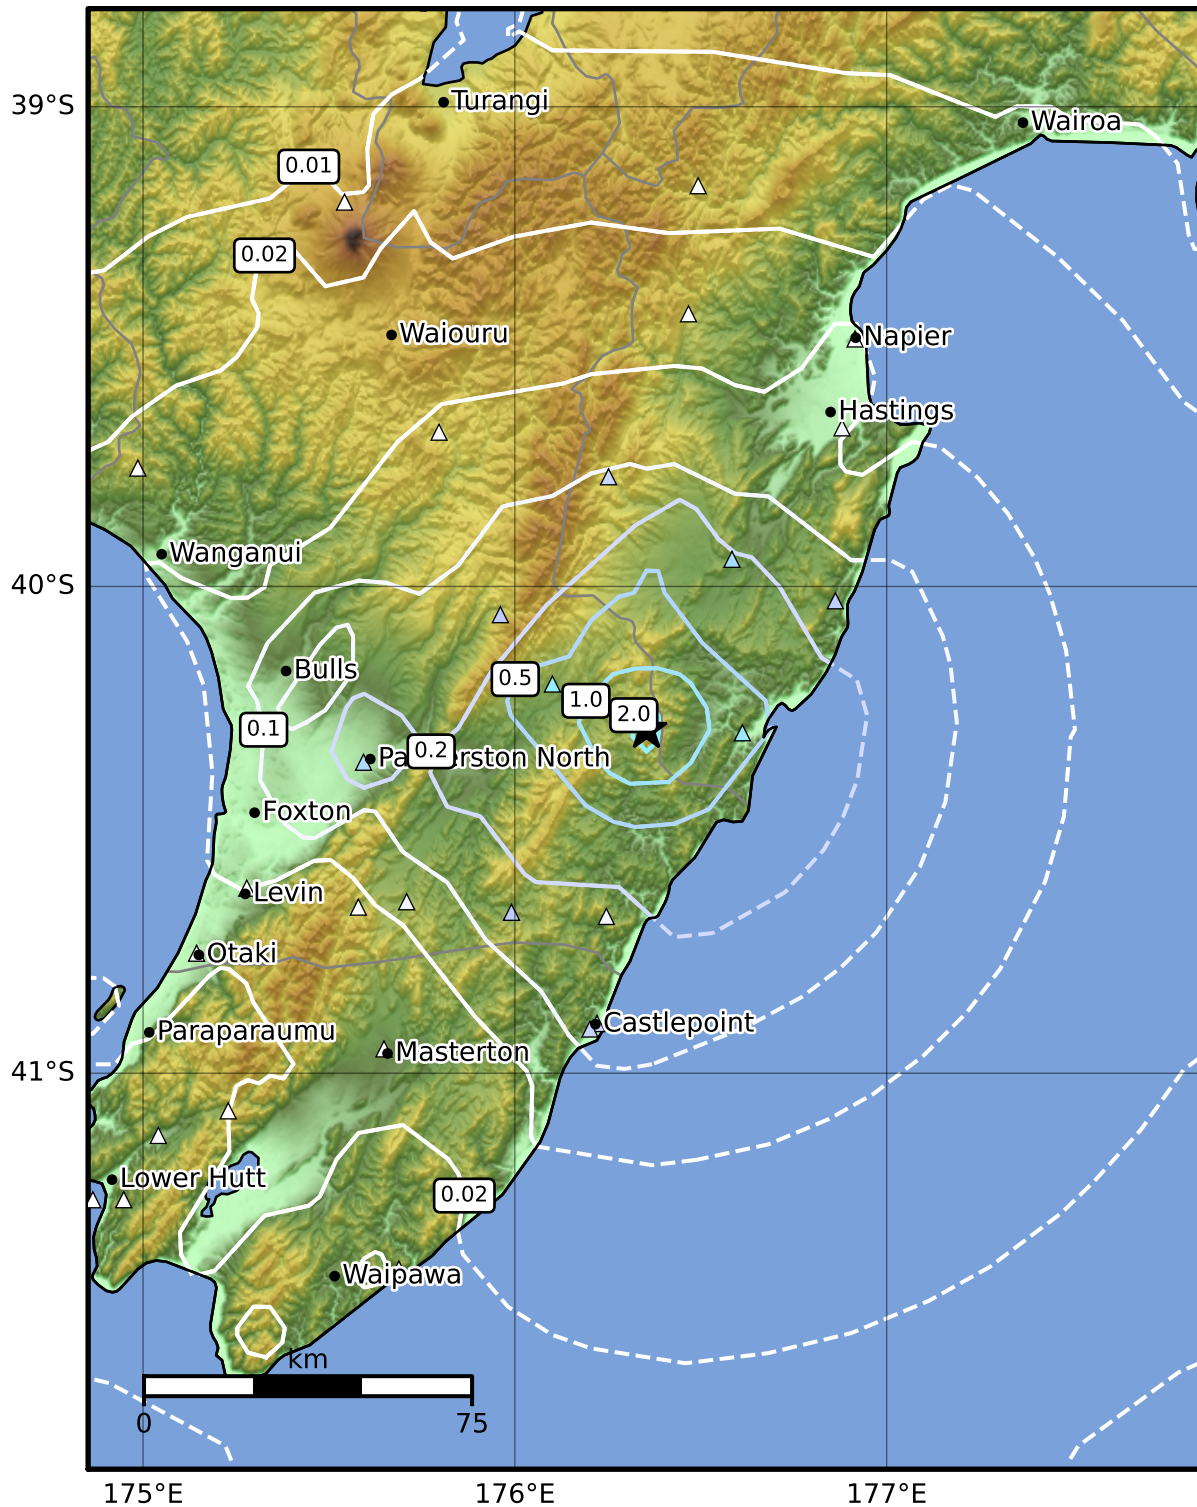 Turangi
39°S
Wairoa
0.01
0.02
Waiouru
Napier
Hastings
Wanganui
40°S
Bulls
0.5
1.0
2.0
0.1
0.2
Palmerston North
Foxton
Levin
Otaki
Castlepoint
Paraparaumu
Masterton
41°S
Lower Hutt
0.02
Waipawa
km
0
75
175°E
176°E
177°E